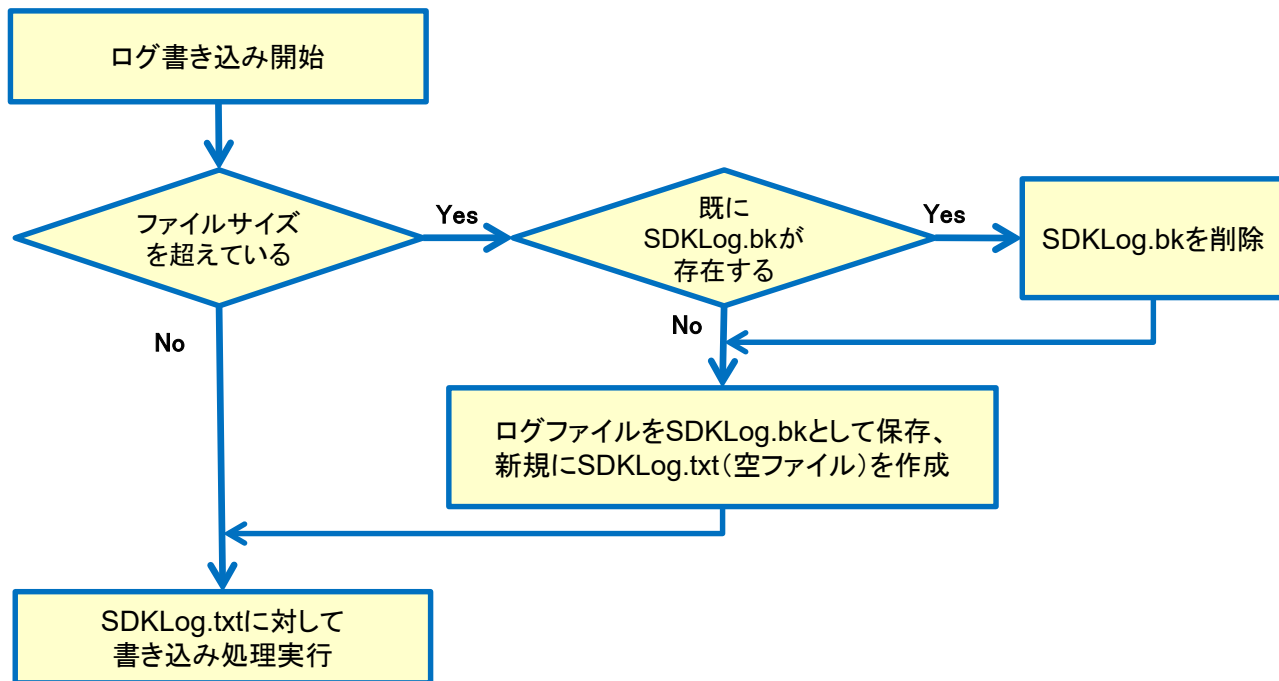 ログ書き込み開始
ファイルサイズ
を超えている
Yes
既に
SDKLog.bkが
存在する
Yes
SDKLog.bkを削除
No
No
ログファイルをSDKLog.bkとして保存、
新規にSDKLog.txt（空ファイル）を作成
SDKLog.txtに対して
書き込み処理実行